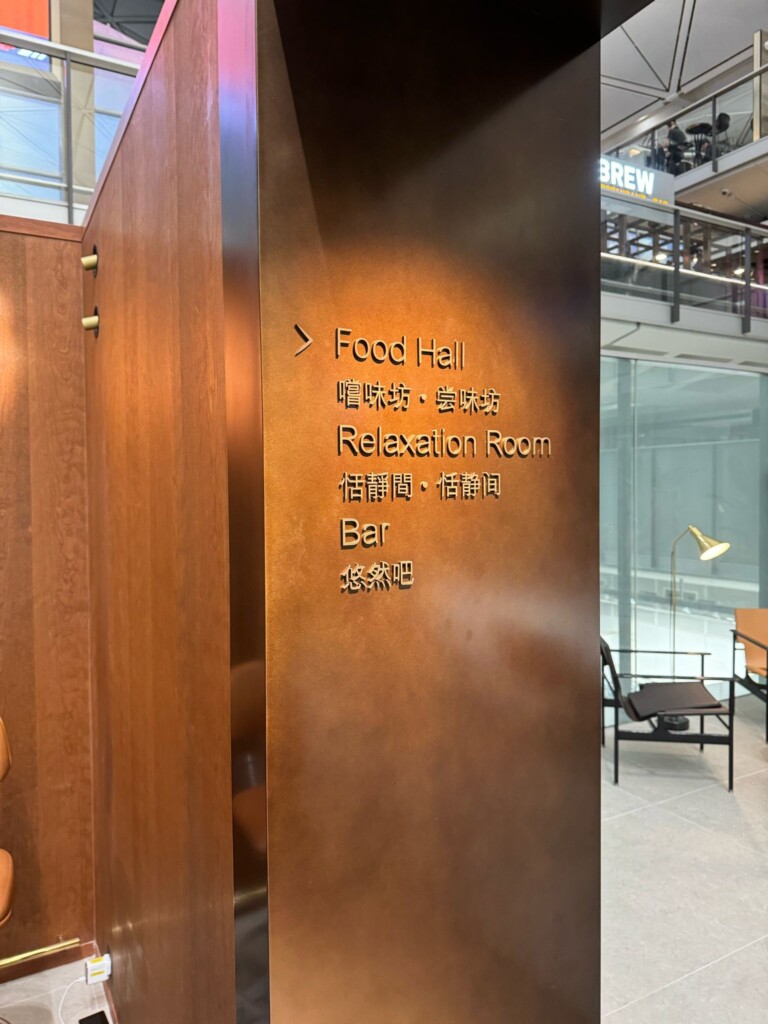 Food Hall
嚐味坊・尝味坊
Relaxation Room
恬靜間・恬静间
Bar
悠然吧
BREW